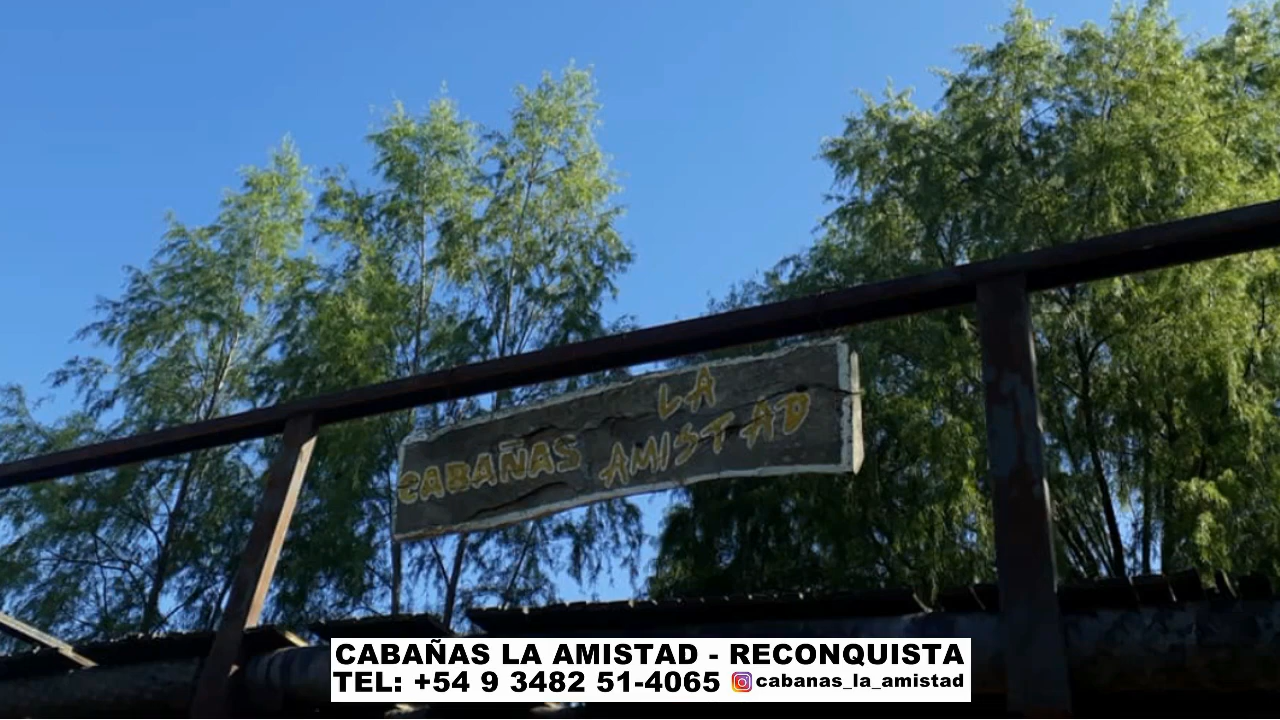 CABAÑAS LA AMISTAD
CABAÑAS LA AMISTAD - RECONQUISTA
TEL: +54 9 3482 51-4065 cabanas_la_amistad